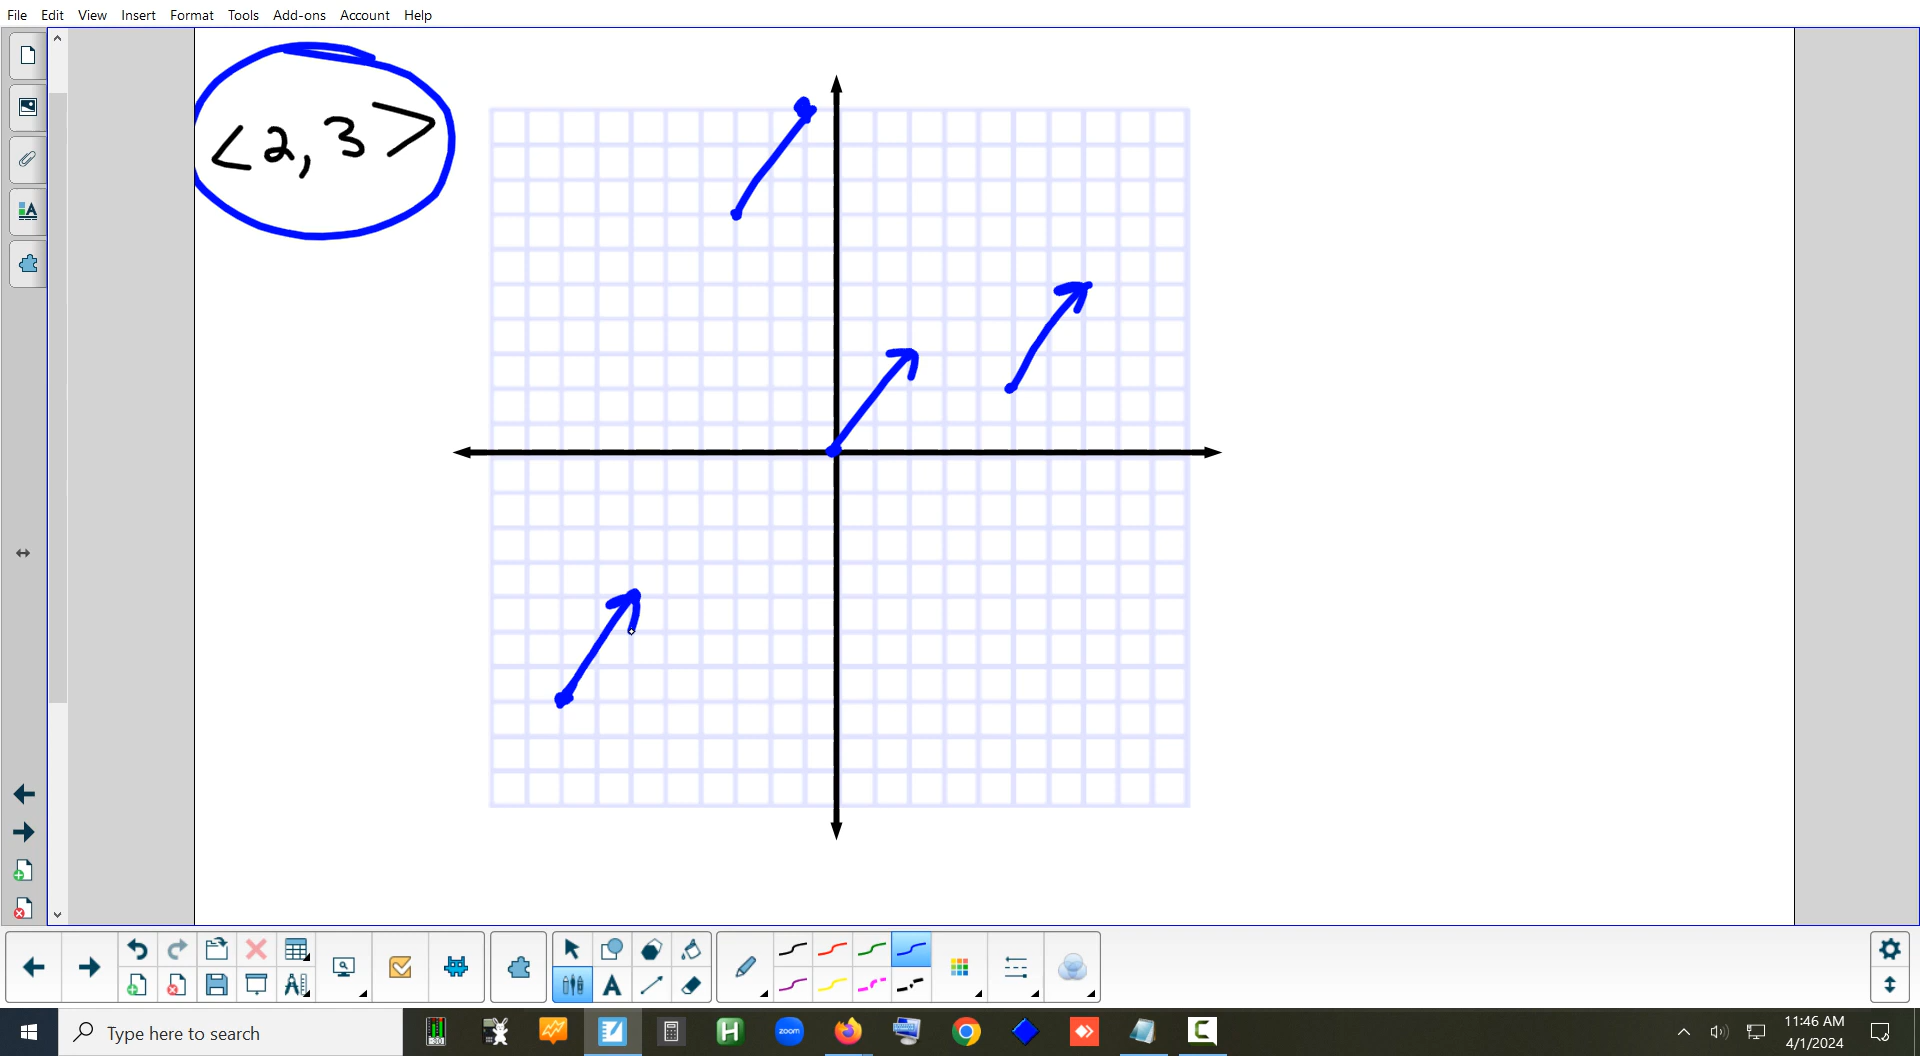 File Edit View Insert Format Tools Add-ons Account Help
<2, 3>
A
A
H
zoom
C
Type here to search
11:46 AM
4/1/2024